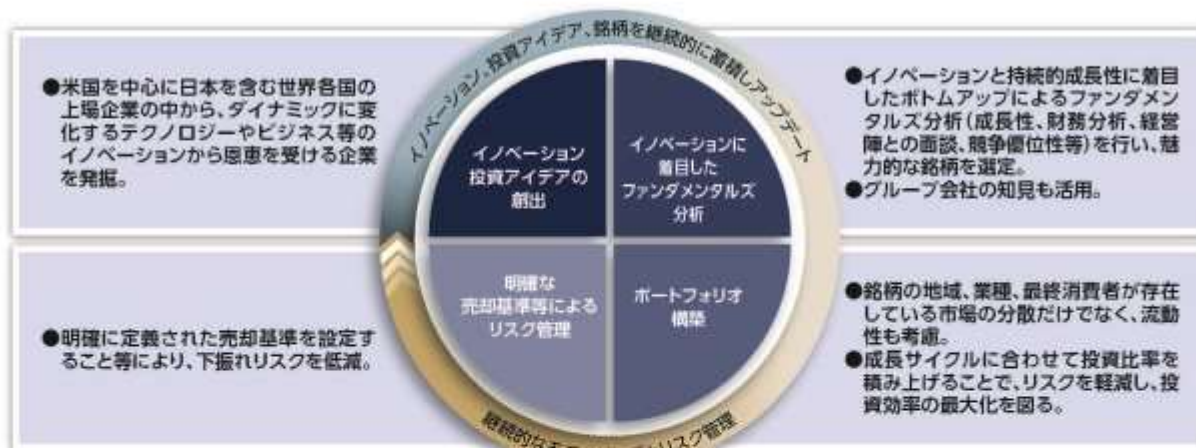 イノベーション、投資アイデア、銘柄を継続的に蓄積しアップデート
●米国を中心に日本を含む世界各国の
上場企業の中から、ダイナミックに変
化するテクノロジーやビジネス等の
イノベーションから恩恵を受ける企業
を発掘。
イノベーション
投資アイデアの
創出
イノベーションに
着目した
ファンダメンタルズ
分析
●イノベーションと持続的成長性に着目
したボトムアップによるファンダメン
タルズ分析(成長性、財務分析、経営
陣との面談、競争優位性等)を行い、魅
力的な銘柄を選定。
●グループ会社の知見も活用。
●明確に定義された売却基準を設定す
ること等により、下振れリスクを低減。
明確な
売却基準等による
リスク管理
ポートフォリオ
構築
●銘柄の地域、業種、最終消費者が存在
している市場の分散だけでなく、流動
性も考慮。
●成長サイクルに合わせて投資比率を
積み上げることで、リスクを軽減し、投
資効率の最大化を図る。
継続的な リスク管理